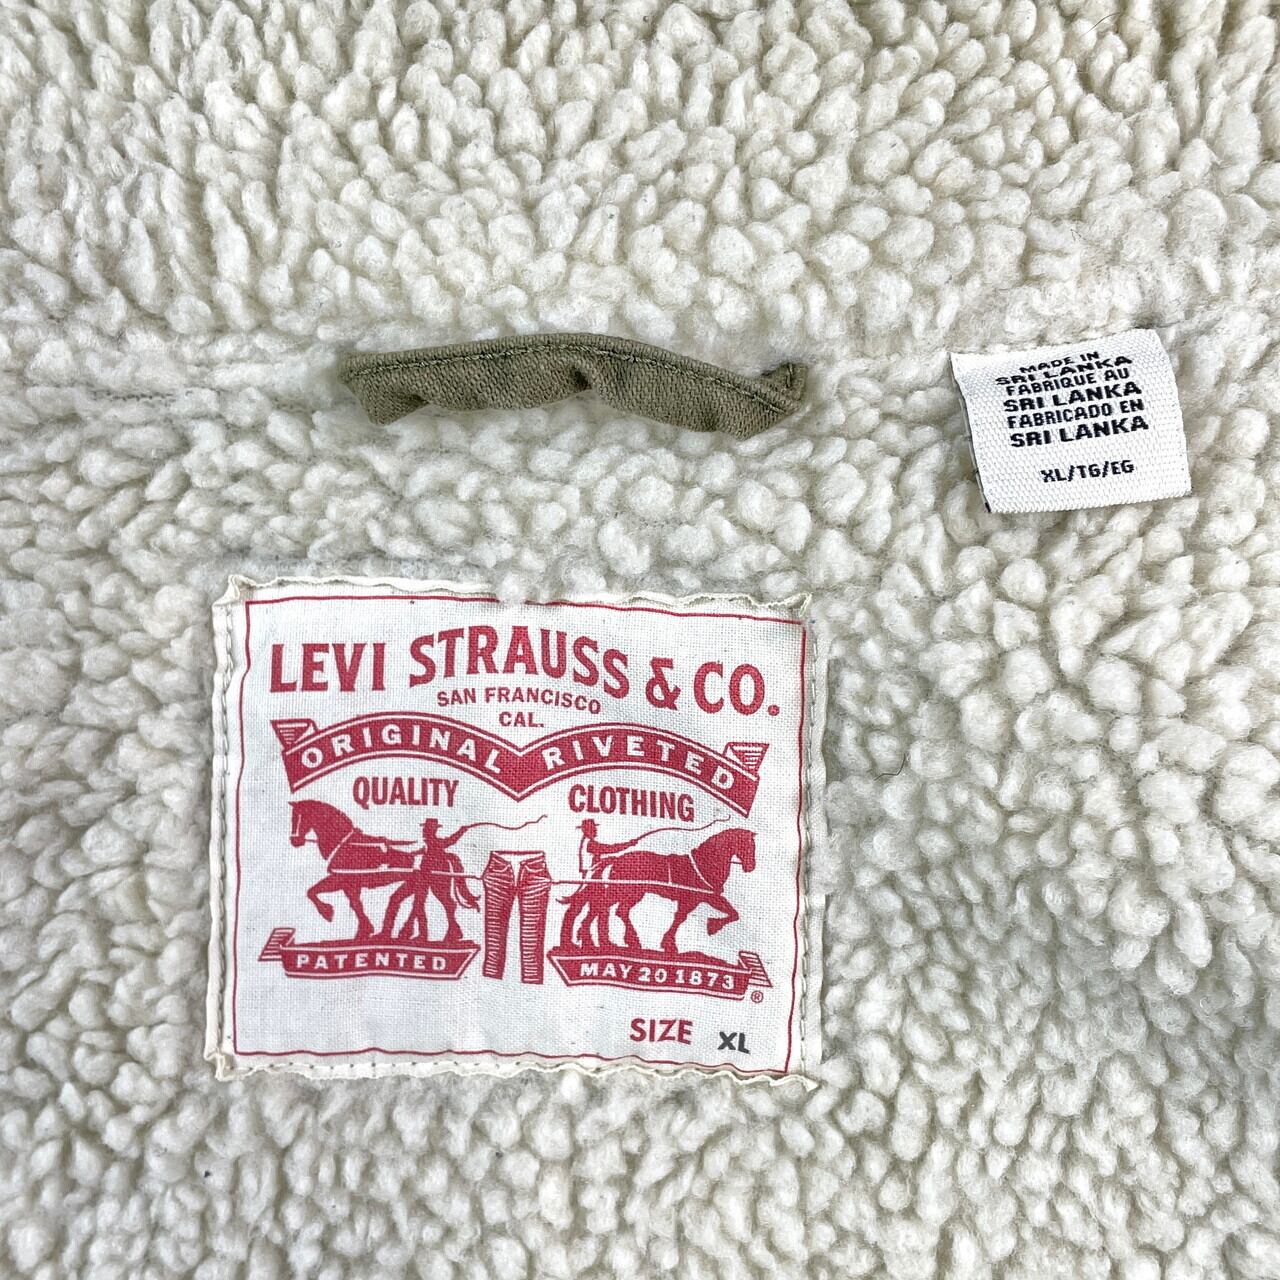 MADE IN
SRI LANKA
FABRIQUE AU
SRI LANKA
FABRICADO EN
SRI LANKA
XL/TG/EG
LEVI STRAUSS & CO.
SAN FRANCISCO
CAL.
ORIGINAL RIVETED
QUALITY CLOTHING
PATENTED MAY 20 1873 ®
SIZE XL